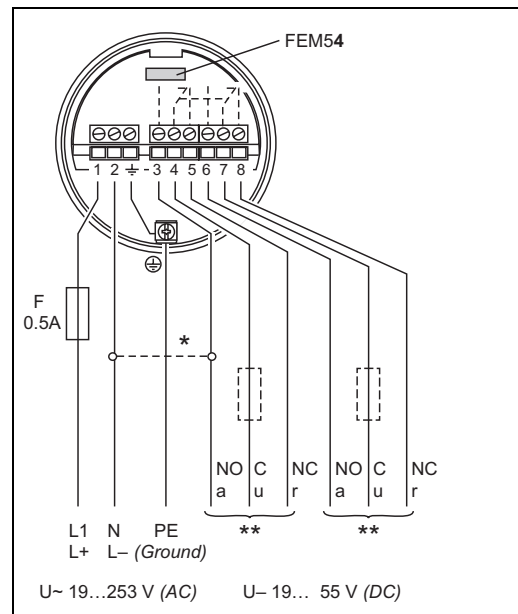 FEM54
1 2 3 4 5 6 7 8
F
0.5A
*
NO C NC NO C NC
a u r a u r
L1 N PE ** **
L+ L– (Ground)
U~ 19...253 V (AC) U– 19... 55 V (DC)